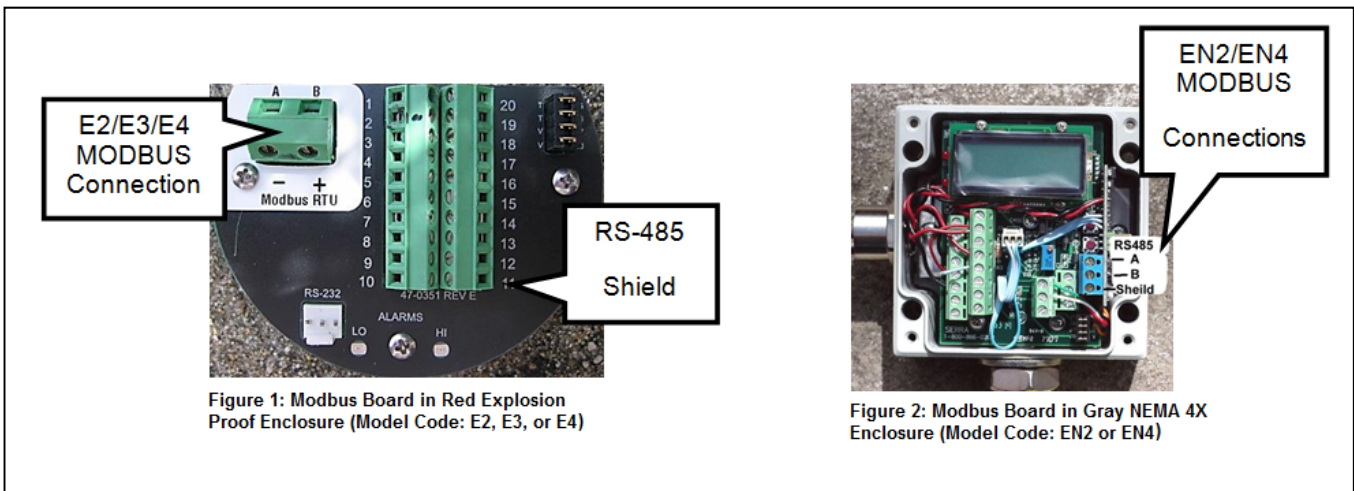 E2/E3/E4
MODBUS
Connection
A B
- +
Modbus RTU
1
2
3
4
5
6
7
8
9
10
20
19
18
17
16
15
14
13
12
47-0351 REV E
RS-232
ALARMS
LO
HI
RS-485
Shield
Figure 1: Modbus Board in Red Explosion
Proof Enclosure (Model Code: E2, E3, or E4)
EN2/EN4
MODBUS
Connections
RS485
A
B
Sheild
SIERRA
Figure 2: Modbus Board in Gray NEMA 4X
Enclosure (Model Code: EN2 or EN4)